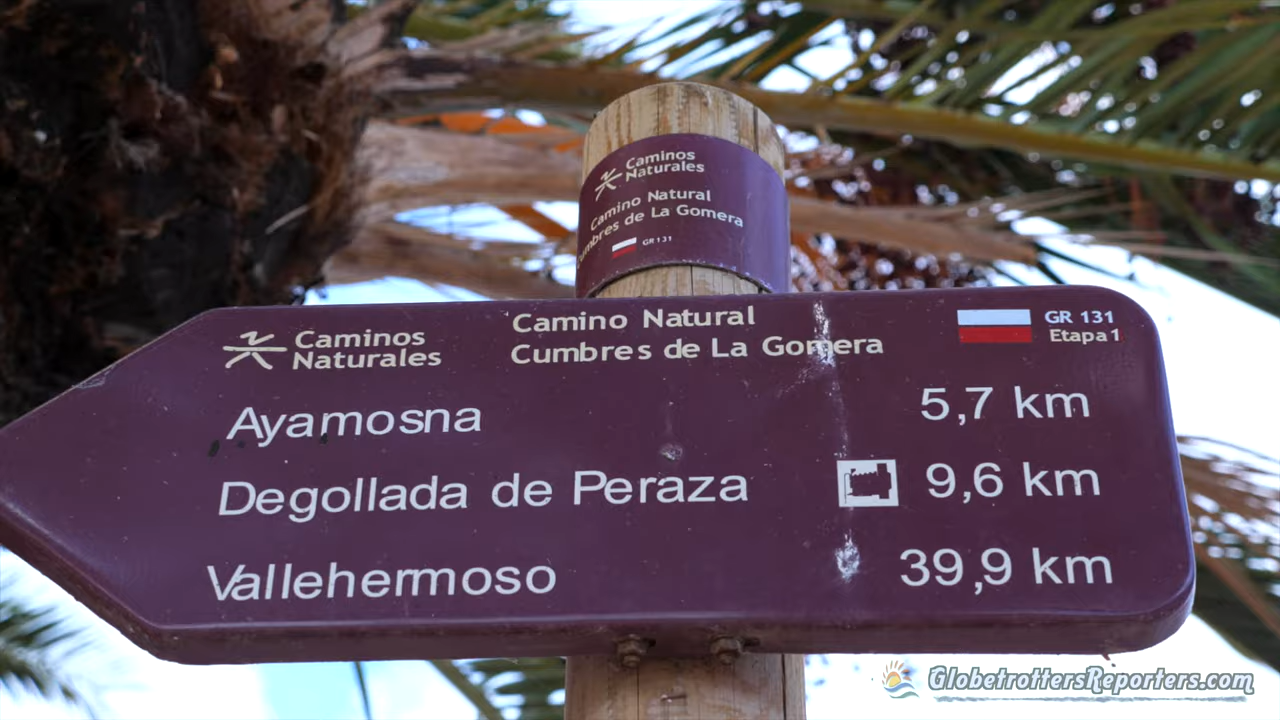 Caminos
Naturales
Camino Natural
Cumbres de La Gomera
GR 131
Caminos
Naturales
Camino Natural
Cumbres de La Gomera
GR 131
Etapa 1
Ayamosna 5,7 km
Degollada de Peraza 9,6 km
Vallehermoso 39,9 km
GlobetrottersReporters.com